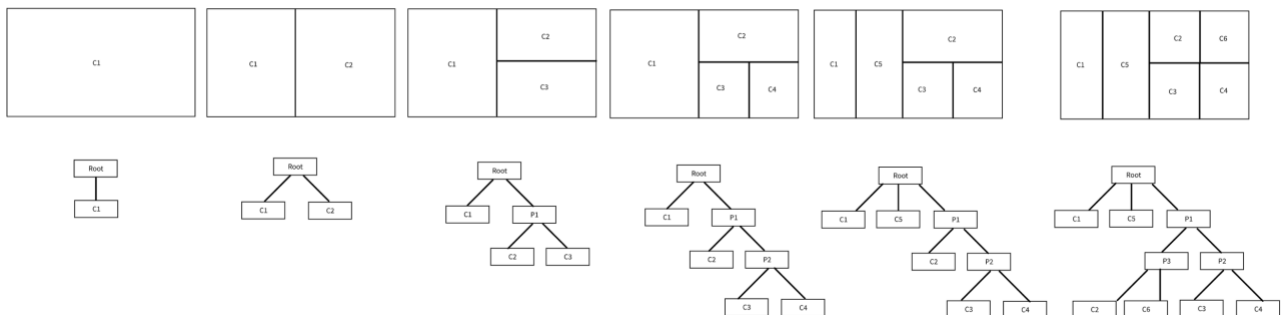 C1
C1 C2
C1 C2
C3
C1 C2
C3 C4
C1 C5 C2
C3 C4
C1 C5 C2 C6
C3 C4
Root
C1
Root
C1 C2
Root
C1 P1
C2 C3
Root
C1 P1
C2 P2
C3 C4
Root
C1 C5 P1
C2 P2
C3 C4
Root
C1 C5 P1
P3 P2
C2 C6 C3 C4